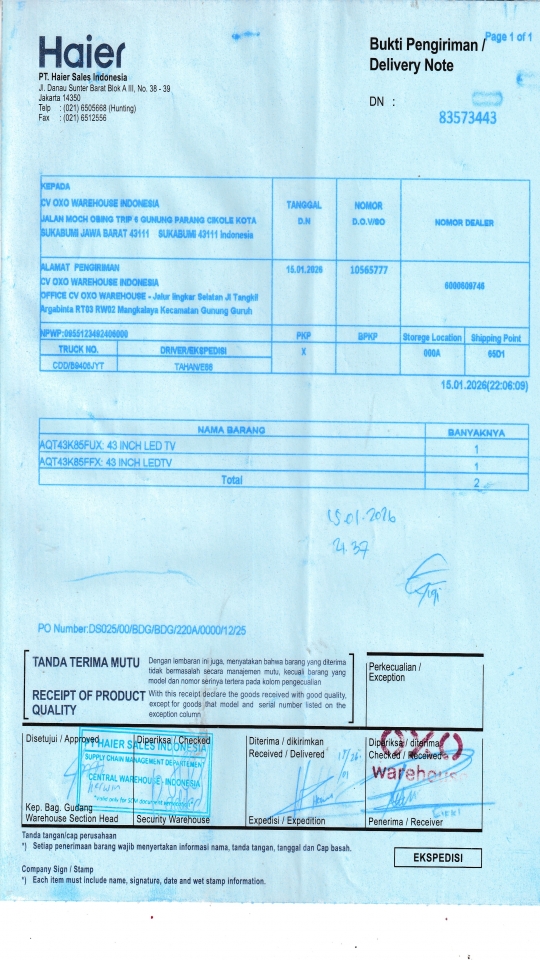 Page 1 of 1
Haier
Bukti Pengiriman /
Delivery Note
PT. Haier Sales Indonesia
Jl. Danau Sunter Barat Blok A III, No. 38 - 39
Jakarta 14350
Telp : (021) 6505668 (Hunting)
Fax : (021) 6512556
DN :
83573443
KEPADA
CV OXO WAREHOUSE INDONESIA
JALAN MOCH OBING TRIP 6 GUNUNG PARANG CIKOLE KOTA
SUKABUMI JAWA BARAT 43111 SUKABUMI 43111 Indonesia
TANGGAL
D.N
NOMOR
D.O.V/SO
NOMOR DEALER
ALAMAT PENGIRIMAN
CV OXO WAREHOUSE INDONESIA
OFFICE CV OXO WAREHOUSE - Jalur lingkar Selatan Jl Tangkil
Argabinta RT03 RW02 Mangkalaya Kecamatan Gunung Guruh
15.01.2026
10565777
6000606746
NPWP:0955123492406000
PKP
BPKP
Storege Location
Shipping Point
TRUCK NO.
DRIVER/EKSPEDISI
X
000A
65D1
COD/B9406JYT
TAHAN/ESB
15.01.2026(22:06:09)
NAMA BARANG
BANYAKNYA
AQT43K85FUX: 43 INCH LED TV
1
AQT43K85FFX: 43 INCH LEDTV
1
Total
2
15.01.2026
21.37
PO Number:DS025/00/BDG/BDG/220A/0000/12/25
TANDA TERIMA MUTU
Dengan lembaran ini juga, menyatakan bahwa barang yang diterima
tidak bermasalah secara manajemen mutu, kecuali barang yang
model dan nomor serinya tertera pada kolom pengecualian
RECEIPT OF PRODUCT
QUALITY
With this receipt declare the goods received with good quality,
except for goods that model and serial number listed on the
exception column
Perkecualian /
Exception
Disetujui / Approved
Diperiksa / Checked
Diterima / dikirimkan
Received / Delivered
Diperiksa / diterima
Checked / Received
PT HAIER SALES INDONESIA
SUPPLY CHAIN MANAGEMENT DEPARTEMENT
CENTRAL WAREHOUSE - INDONESIA
OXO
Warehouse
Kep. Bag. Gudang
Warehouse Section Head
Security Warehouse
Expedisi / Expedition
Penerima / Receiver
Tanda tangan/cap perusahaan
*) Setiap penerimaan barang wajib menyertakan informasi nama, tanda tangan, tanggal dan Cap basah.
EKSPEDISI
Company Sign / Stamp
*) Each item must include name, signature, date and wet stamp information.